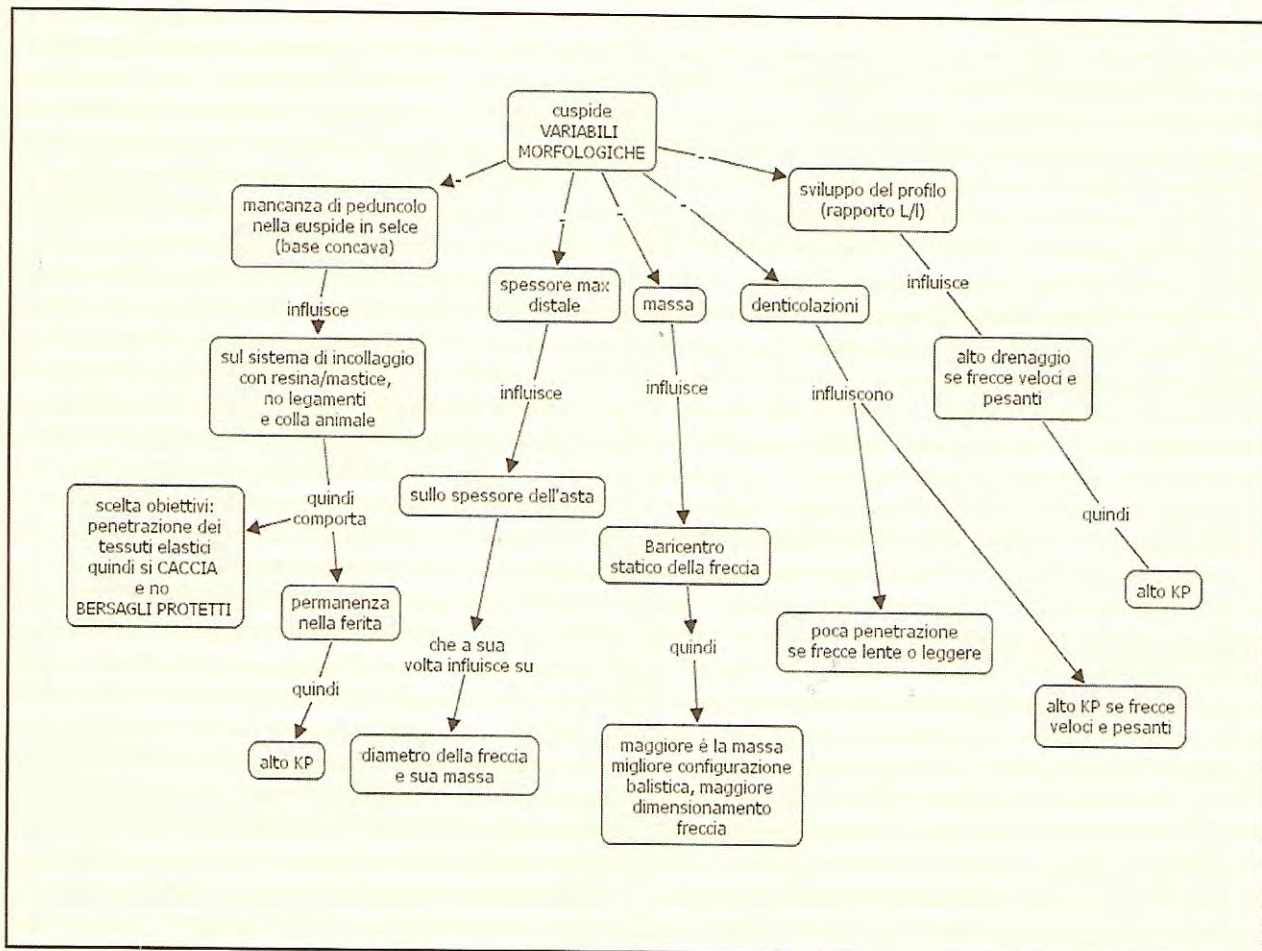 cuspide
VARIABILI
MORFOLOGICHE
mancanza di peduncolo
nella cuspide in selce
(base concava)
influisce
sul sistema di incollaggio
con resina/mastice,
no legamenti
e colla animale
quindi
comporta
scelta obiettivi:
penetrazione dei
tessuti elastici
quindi si CACCIA
e no
BERSAGLI PROTETTI
permanenza
nella ferita
quindi
alto KP
spessore max
distale
influisce
sullo spessore dell'asta
che a sua
volta influisce su
diametro della freccia
e sua massa
massa
influisce
Baricentro
statico della freccia
quindi
maggiore è la massa
migliore configurazione
balistica, maggiore
dimensionamento
freccia
denticolazioni
influiscono
poca penetrazione
se frecce lente o leggere
alto KP se frecce
veloci e pesanti
sviluppo del profilo
(rapporto L/l)
influisce
alto drenaggio
se frecce veloci e
pesanti
quindi
alto KP